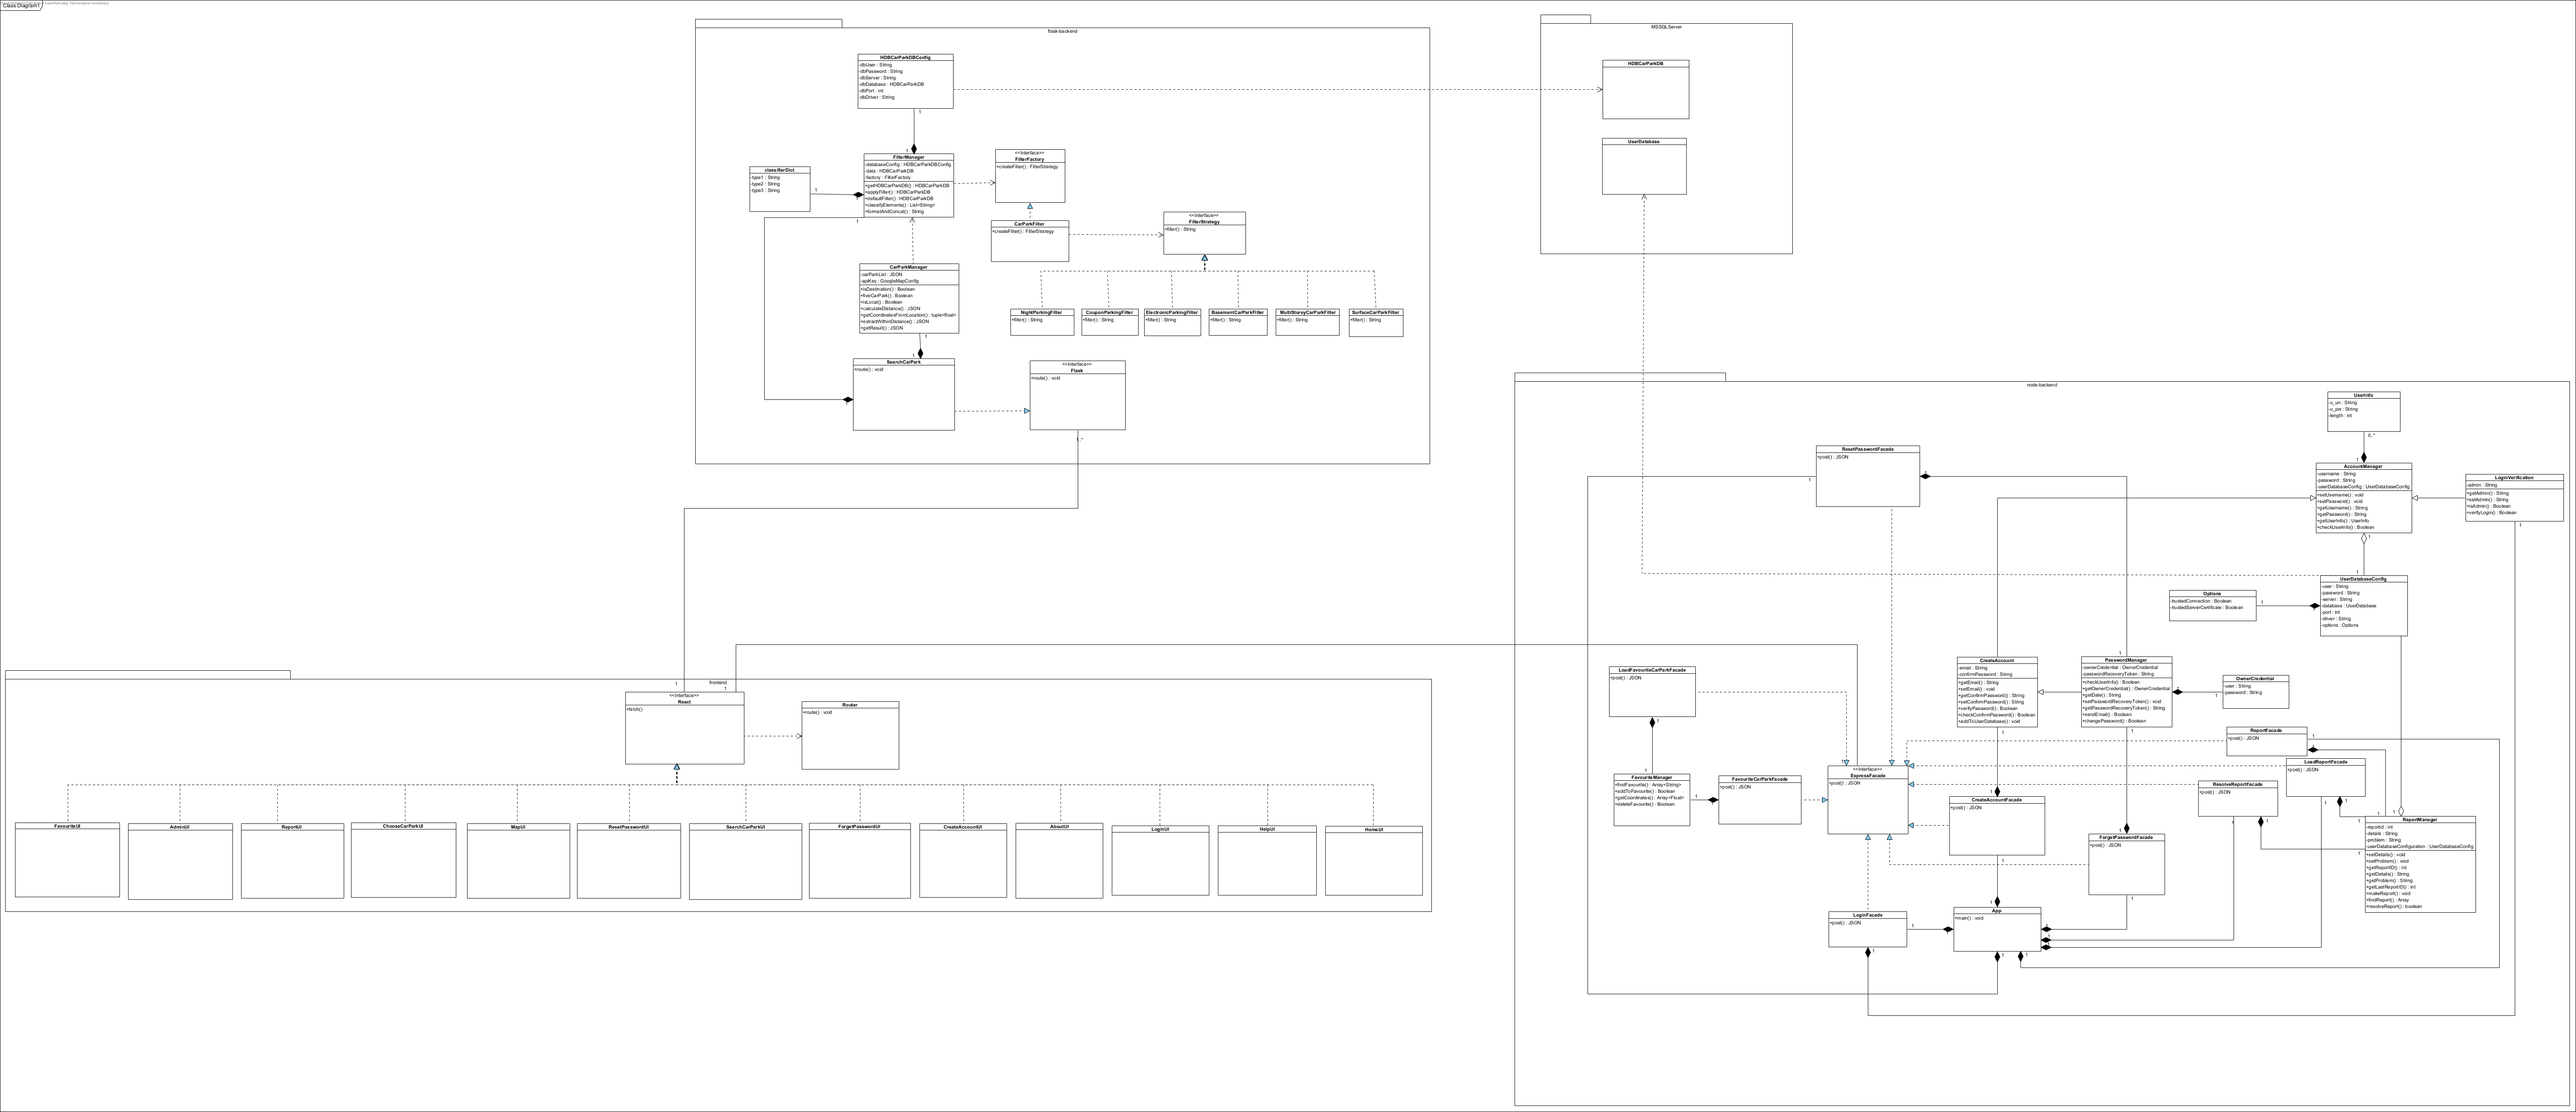 Class Diagram1
flask-backend
HDBCarParkDBConfig
-dbUser : String
-dbPassword : String
-dbServer : String
-dbDatabase : HDBCarParkDB
-dbPort : int
-dbDriver : String
1
1
FilterManager
-databaseConfig : HDBCarParkDBConfig
-data : HDBCarParkDB
-factory : FilterFactory
+getHDBCarParkDB() : HDBCarParkDB
+applyFilter() : HDBCarParkDB
+defaultFilter() : HDBCarParkDB
+classifyElements() : List<String>
+formatAndConcat() : String
classifierDict
-type1 : String
-type2 : String
-type3 : String
1
1
<<Interface>>
FilterFactory
+createFilter() : FilterStrategy
CarParkFilter
+createFilter() : FilterStrategy
<<Interface>>
FilterStrategy
+filter() : String
NightParkingFilter
+filter() : String
CouponParkingFilter
+filter() : String
ElectronicParkingFilter
+filter() : String
BasementCarParkFilter
+filter() : String
MultiStoreyCarParkFilter
+filter() : String
SurfaceCarParkFilter
+filter() : String
CarParkManager
-carParkList : JSON
-apiKey : GoogleMapConfig
+isDestination() : Boolean
+fiveCarPark() : Boolean
+isLocal() : Boolean
+calculateDistance() : JSON
+getCoordinatesFromLocation() : tuple<float>
+extractWithinDistance() : JSON
+getResult() : JSON
1
1
SearchCarPark
+route() : void
<<Interface>>
Flask
+route() : void
1..*
MSSQLServer
HDBCarParkDB
UserDatabase
node-backend
UserInfo
-u_un : String
-u_pw : String
-length : int
0..*
1
AccountManager
-username : String
-password : String
-userDatabaseConfig : UserDatabaseConfig
+setUsername() : void
+setPassword() : void
+getUsername() : String
+getPassword() : String
+getUserInfo() : UserInfo
+checkUserInfo() : Boolean
1
1
LoginVerification
-admin : String
+getAdmin() : String
+setAdmin() : String
+isAdmin() : Boolean
+verifyLogin() : Boolean
1
UserDatabaseConfig
-user : String
-password : String
-server : String
-database : UserDatabase
-port : int
-driver : String
-options : Options
Options
-trustedConnection : Boolean
-trustedServerCertificate : Boolean
1
ResetPasswordFacade
+post() : JSON
1
CreateAccount
-email : String
-confirmPassword : String
+getEmail() : String
+setEmail() : void
+getConfirmPassword() : String
+setConfirmPassword() : String
+verifyPassword() : Boolean
+checkConfirmPassword() : Boolean
+addToUserDatabase() : void
1
1
PasswordManager
-ownerCredential : OwnerCredential
-passwordRecoveryToken : String
+checkUserInfo() : Boolean
+getOwnerCredential() : OwnerCredential
+getDate() : String
+setPasswordRecoveryToken() : void
+getPasswordRecoveryToken() : String
+sendEmail() : Boolean
+changePassword() : Boolean
1
OwnerCredential
-user : String
-password : String
1
LoadFavouriteCarParkFacade
+post() : JSON
1
1
FavouriteManager
+findFavourite() : Array<String>
+addToFavourite() : Boolean
+getCoordinates() : Array<Float>
+deleteFavourite() : Boolean
1
FavouriteCarParkFacade
+post() : JSON
<<Interface>>
ExpressFacade
+post() : JSON
ReportFacade
+post() : JSON
1
LoadReportFacade
+post() : JSON
1
1
ResolveReportFacade
+post() : JSON
1
1
1
1
1
1
ReportManager
-reportid : int
-details : String
-problem : String
-userDatabaseConfiguration : UserDatabaseConfig
+setDetails() : void
+setProblem() : void
+getReportID() : int
+getDetails() : String
+getProblem() : String
+getLastReportID() : int
+makeReport() : void
+findReport() : Array
+resolveReport() : boolean
1
CreateAccountFacade
+post() : JSON
1
1
ForgetPasswordFacade
+post() : JSON
1
1
LoginFacade
+post() : JSON
1
1
App
+main() : void
1
1
frontend
1
1
<<Interface>>
React
+fetch()
Router
+route() : void
FavouriteUI
AdminUI
ReportUI
ChooseCarParkUI
MapUI
ResetPasswordUI
SearchCarParkUI
ForgetPasswordUI
CreateAccountUI
AboutUI
LoginUI
HelpUI
HomeUI